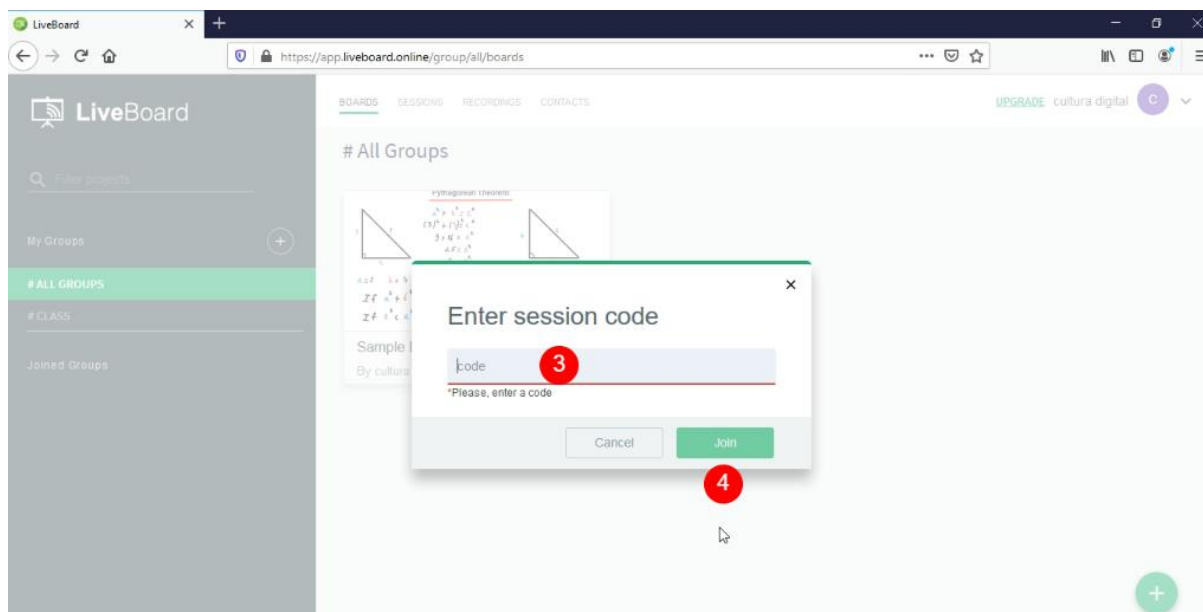 LiveBoard
https://app.liveboard.online/group/all/boards
LiveBoard
BOARDS SESSIONS RECORDINGS CONTACTS
UPGRADE cultura digital C
Filter projects
# All Groups
My Groups
# ALL GROUPS
# CLASS
Joined Groups
Pythagorean Theorem
Sample
By cultura
Enter session code
code
3
*Please, enter a code
Cancel Join
4